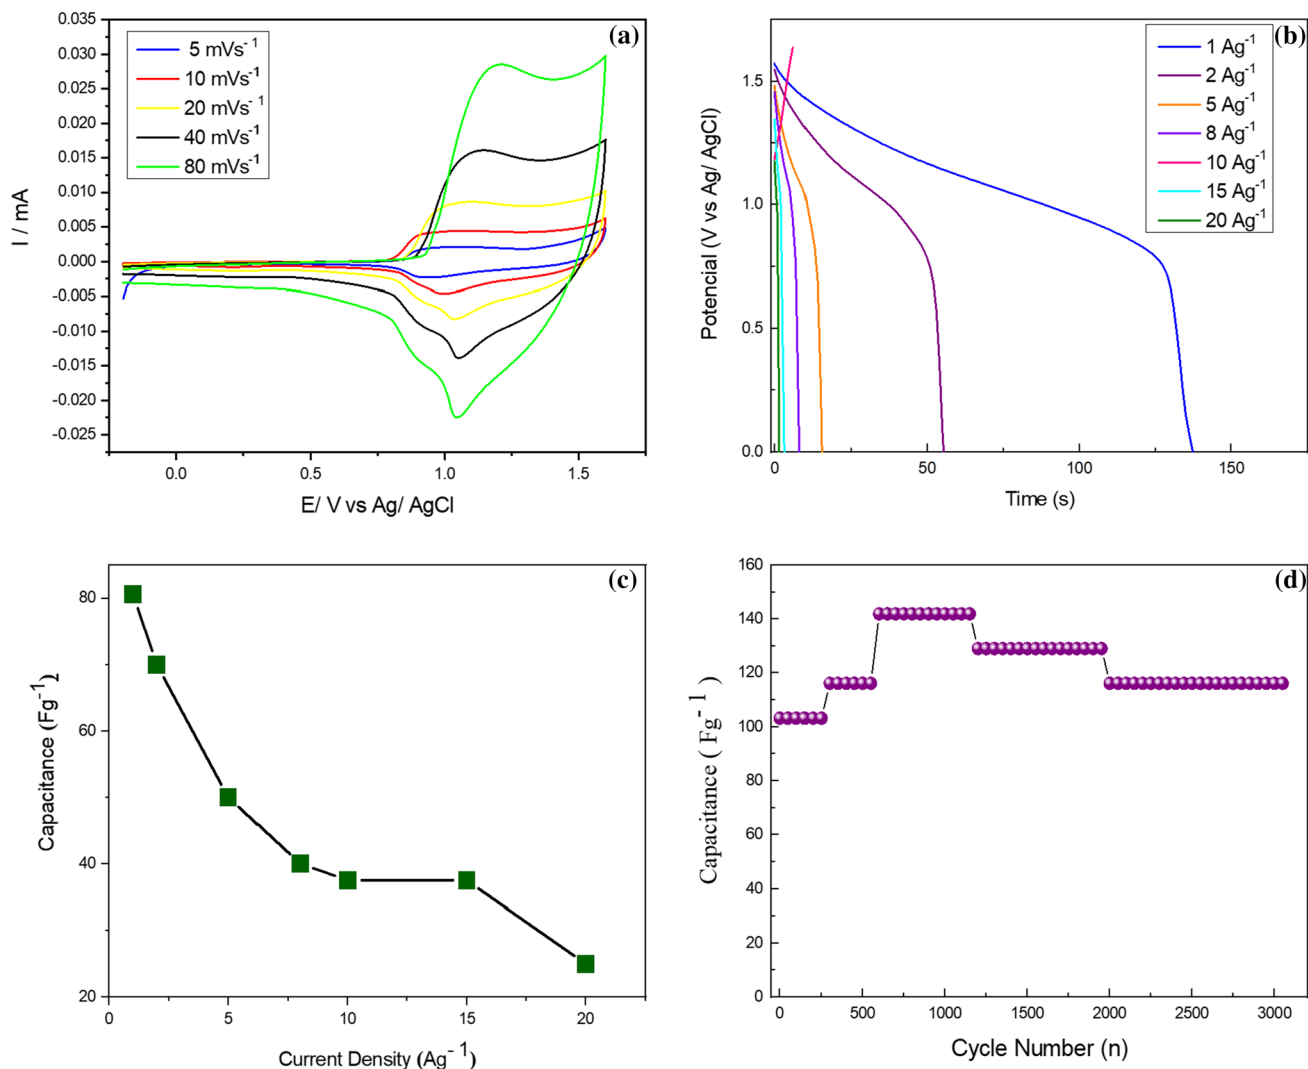 (a)
5 mVs⁻¹
10 mVs⁻¹
20 mVs⁻¹
40 mVs⁻¹
80 mVs⁻¹
0.035
0.030
0.025
0.020
0.015
0.010
0.005
0.000
-0.005
-0.010
-0.015
-0.020
-0.025
I / mA
0.0 0.5 1.0 1.5
E/ V vs Ag/ AgCl
(b)
1 Ag⁻¹
2 Ag⁻¹
5 Ag⁻¹
8 Ag⁻¹
10 Ag⁻¹
15 Ag⁻¹
20 Ag⁻¹
1.5
1.0
0.5
0.0
Potencial (V vs Ag/ AgCl)
0 50 100 150
Time (s)
(c)
80
60
40
20
Capacitance (Fg⁻¹)
0 5 10 15 20
Current Density (Ag⁻¹)
(d)
160
140
120
100
80
60
40
20
0
Capacitance ( Fg⁻¹)
0 500 1000 1500 2000 2500 3000
Cycle Number (n)